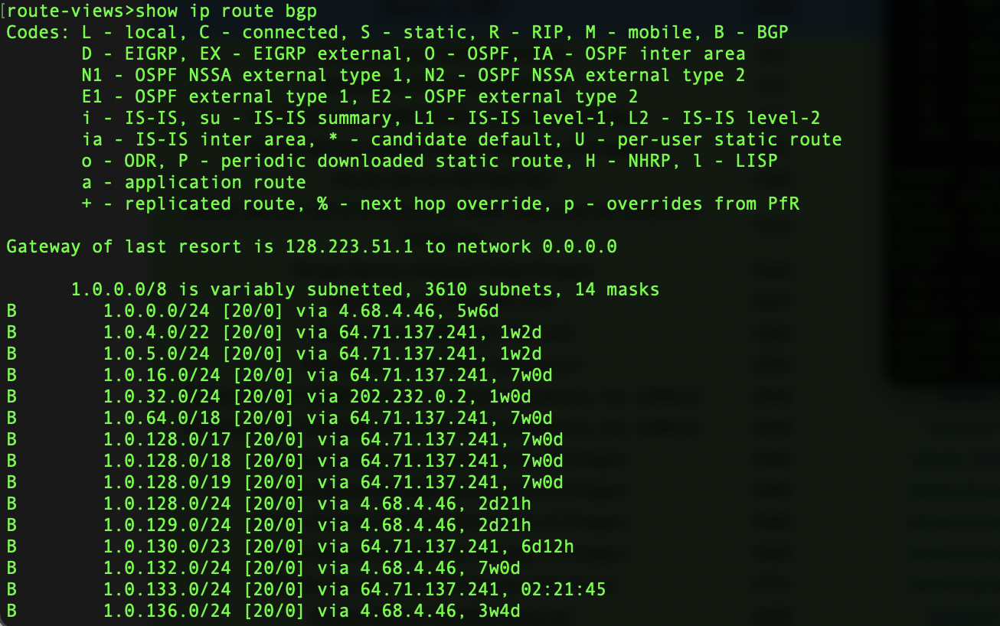 [route-views>show ip route bgp
Codes: L - local, C - connected, S - static, R - RIP, M - mobile, B - BGP
       D - EIGRP, EX - EIGRP external, O - OSPF, IA - OSPF inter area
       N1 - OSPF NSSA external type 1, N2 - OSPF NSSA external type 2
       E1 - OSPF external type 1, E2 - OSPF external type 2
       i - IS-IS, su - IS-IS summary, L1 - IS-IS level-1, L2 - IS-IS level-2
       ia - IS-IS inter area, * - candidate default, U - per-user static route
       o - ODR, P - periodic downloaded static route, H - NHRP, l - LISP
       a - application route
       + - replicated route, % - next hop override, p - overrides from PfR
Gateway of last resort is 128.223.51.1 to network 0.0.0.0
      1.0.0.0/8 is variably subnetted, 3610 subnets, 14 masks
B        1.0.0.0/24 [20/0] via 4.68.4.46, 5w6d
B        1.0.4.0/22 [20/0] via 64.71.137.241, 1w2d
B        1.0.5.0/24 [20/0] via 64.71.137.241, 1w2d
B        1.0.16.0/24 [20/0] via 64.71.137.241, 7w0d
B        1.0.32.0/24 [20/0] via 202.232.0.2, 1w0d
B        1.0.64.0/18 [20/0] via 64.71.137.241, 7w0d
B        1.0.128.0/17 [20/0] via 64.71.137.241, 7w0d
B        1.0.128.0/18 [20/0] via 64.71.137.241, 7w0d
B        1.0.128.0/19 [20/0] via 64.71.137.241, 7w0d
B        1.0.128.0/24 [20/0] via 4.68.4.46, 2d21h
B        1.0.129.0/24 [20/0] via 4.68.4.46, 2d21h
B        1.0.130.0/23 [20/0] via 64.71.137.241, 6d12h
B        1.0.132.0/24 [20/0] via 4.68.4.46, 7w0d
B        1.0.133.0/24 [20/0] via 64.71.137.241, 02:21:45
B        1.0.136.0/24 [20/0] via 4.68.4.46, 3w4d